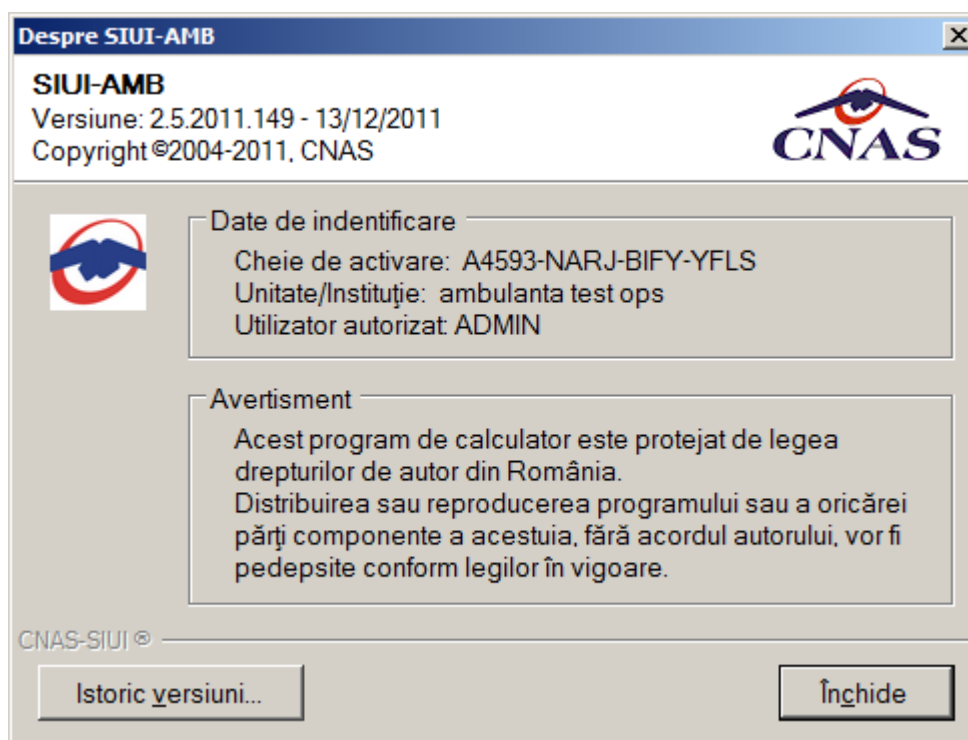 Despre SIUI-AMB
SIUI-AMB
Versiune: 2.5.2011.149 - 13/12/2011
Copyright ©2004-2011, CNAS
CNAS
Date de indentificare
Cheie de activare: A4593-NARJ-BIFY-YFLS
Unitate/Instituţie: ambulanta test ops
Utilizator autorizat: ADMIN
Avertisment
Acest program de calculator este protejat de legea
drepturilor de autor din România.
Distribuirea sau reproducerea programului sau a oricărei
părţi componente a acestuia, fără acordul autorului, vor fi
pedepsite conform legilor în vigoare.
CNAS-SIUI ®
Istoric versiuni...
Închide